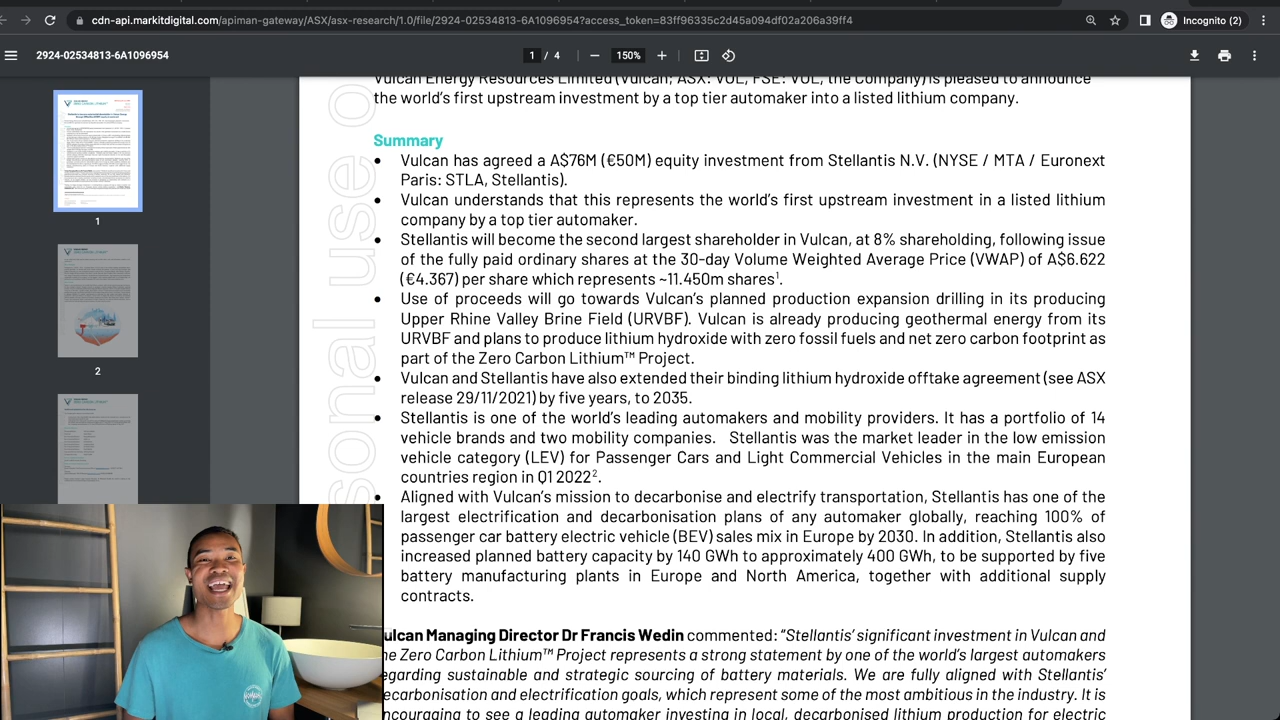 cdn-api.markitdigital.com/apiman-gateway/ASX/asx-research/1.0/file/2924-02534813-6A1096954?access_token=83ff96335c2d45a094df02a206a39ff4
Incognito (2)
2924-02534813-6A1096954
1 / 4
150%
the world's first upstream investment by a top tier automaker into a listed lithium company.
Summary
• Vulcan has signed a A$76M (€50M) equity investment from Stellantis N.V. (NYSE / MTA / Euronext
Paris: STLA, Stellantis).
• Vulcan understands that this represents the world's first upstream investment in a listed lithium
company by a top tier automaker.
• Stellantis will become the second largest shareholder in Vulcan, at 8% shareholding, following issue
of the fully paid ordinary shares at the 30-day Volume Weighted Average Price (VWAP) of A$6.622
(€4.367) per share, which represents ~11.450m shares¹.
• Use of proceeds will go towards Vulcan's planned production expansion drilling in its producing
Upper Rhine Valley Brine Field (URVBF). Vulcan is already producing geothermal energy from its
URVBF and plans to produce lithium hydroxide with zero fossil fuels and net zero carbon footprint as
part of the Zero Carbon Lithium™ Project.
• Vulcan and Stellantis have also extended their binding lithium hydroxide offtake agreement (see ASX
release 29/11/2021) by five years, to 2035.
• Stellantis is one of the world's leading automakers and mobility providers across a portfolio of 14
vehicle brands and two mobility companies. Stellantis was the market leader in the low emission
vehicle category (LEV) for Passenger Cars and Light Commercial Vehicles in the main European
countries region in Q1 2022².
• Aligned with Vulcan's mission to decarbonise and electrify transportation, Stellantis has one of the
largest electrification and decarbonisation plans of any automaker globally, reaching 100% of
passenger car battery electric vehicle (BEV) sales mix in Europe by 2030. In addition, Stellantis also
increased planned battery capacity by 140 GWh to approximately 400 GWh, to be supported by five
battery manufacturing plants in Europe and North America, together with additional supply
contracts.
ulcan Managing Director Dr Francis Wedin commented: "Stellantis' significant investment in Vulcan and
he Zero Carbon Lithium™ Project represents a strong statement by one of the world's largest automakers
egarding sustainable and strategic sourcing of battery materials. We are fully aligned with Stellantis'
ecarbonisation and electrification goals, which represent some of the most ambitious in the industry. It is
ncouraging to see a leading automaker investing in local, decarbonised lithium production for electric
sonal use o
1
2